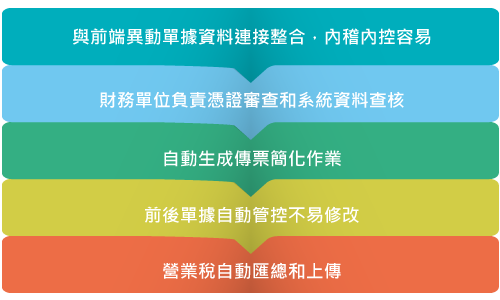 與前端異動單據資料連接整合，內稽內控容易
財務單位負責憑證審查和系統資料查核
自動生成傳票簡化作業
前後單據自動管控不易修改
營業稅自動匯總和上傳